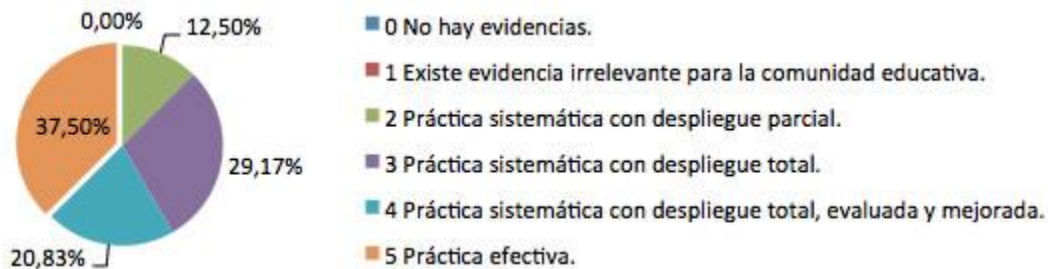 0,00%
12,50%
37,50%
29,17%
20,83%
0 No hay evidencias.
1 Existe evidencia irrelevante para la comunidad educativa.
2 Práctica sistemática con despliegue parcial.
3 Práctica sistemática con despliegue total.
4 Práctica sistemática con despliegue total, evaluada y mejorada.
5 Práctica efectiva.